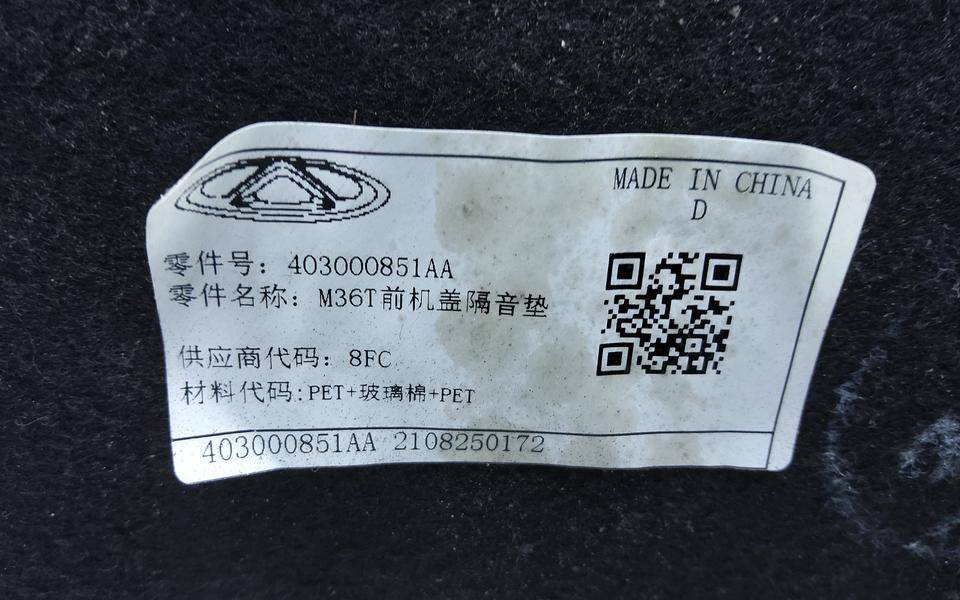 MADE IN CHINA
D
零件号：403000851AA
零件名称：M36T前机盖隔音垫
供应商代码：8FC
材料代码:PET+玻璃棉+PET
403000851AA 2108250172